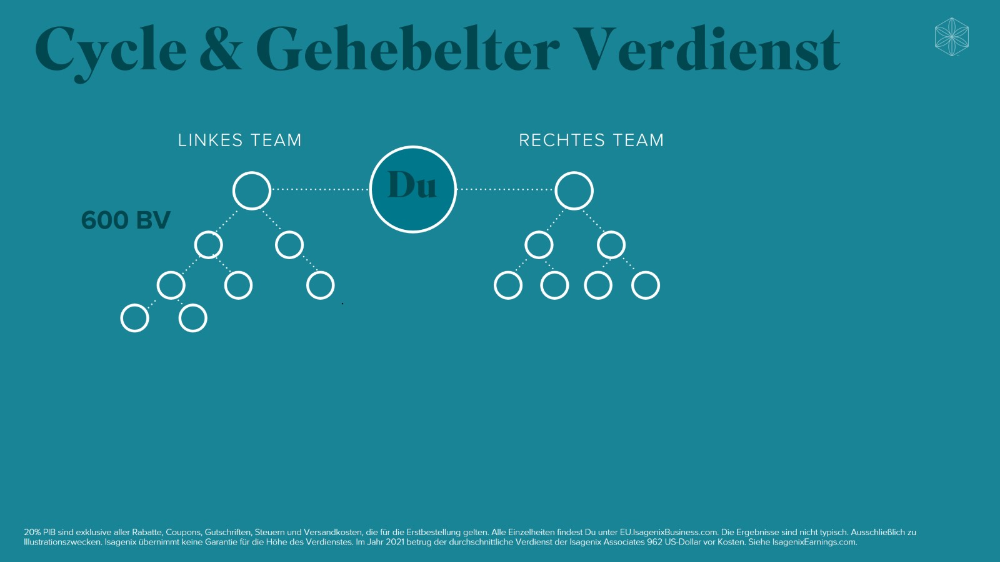 Cycle & Gehebelter Verdienst
LINKES TEAM
RECHTES TEAM
Du
600 BV
20% PIB sind exklusive aller Rabatte, Coupons, Gutschriften, Steuern und Versandkosten, die für die Erstbestellung gelten. Alle Einzelheiten findest Du unter EU.IsagenixBusiness.com. Die Ergebnisse sind nicht typisch. Ausschließlich zu
Illustrationszwecken. Isagenix übernimmt keine Garantie für die Höhe des Verdienstes. Im Jahr 2021 betrug der durchschnittliche Verdienst der Isagenix Associates 962 US-Dollar vor Kosten. Siehe IsagenixEarnings.com.